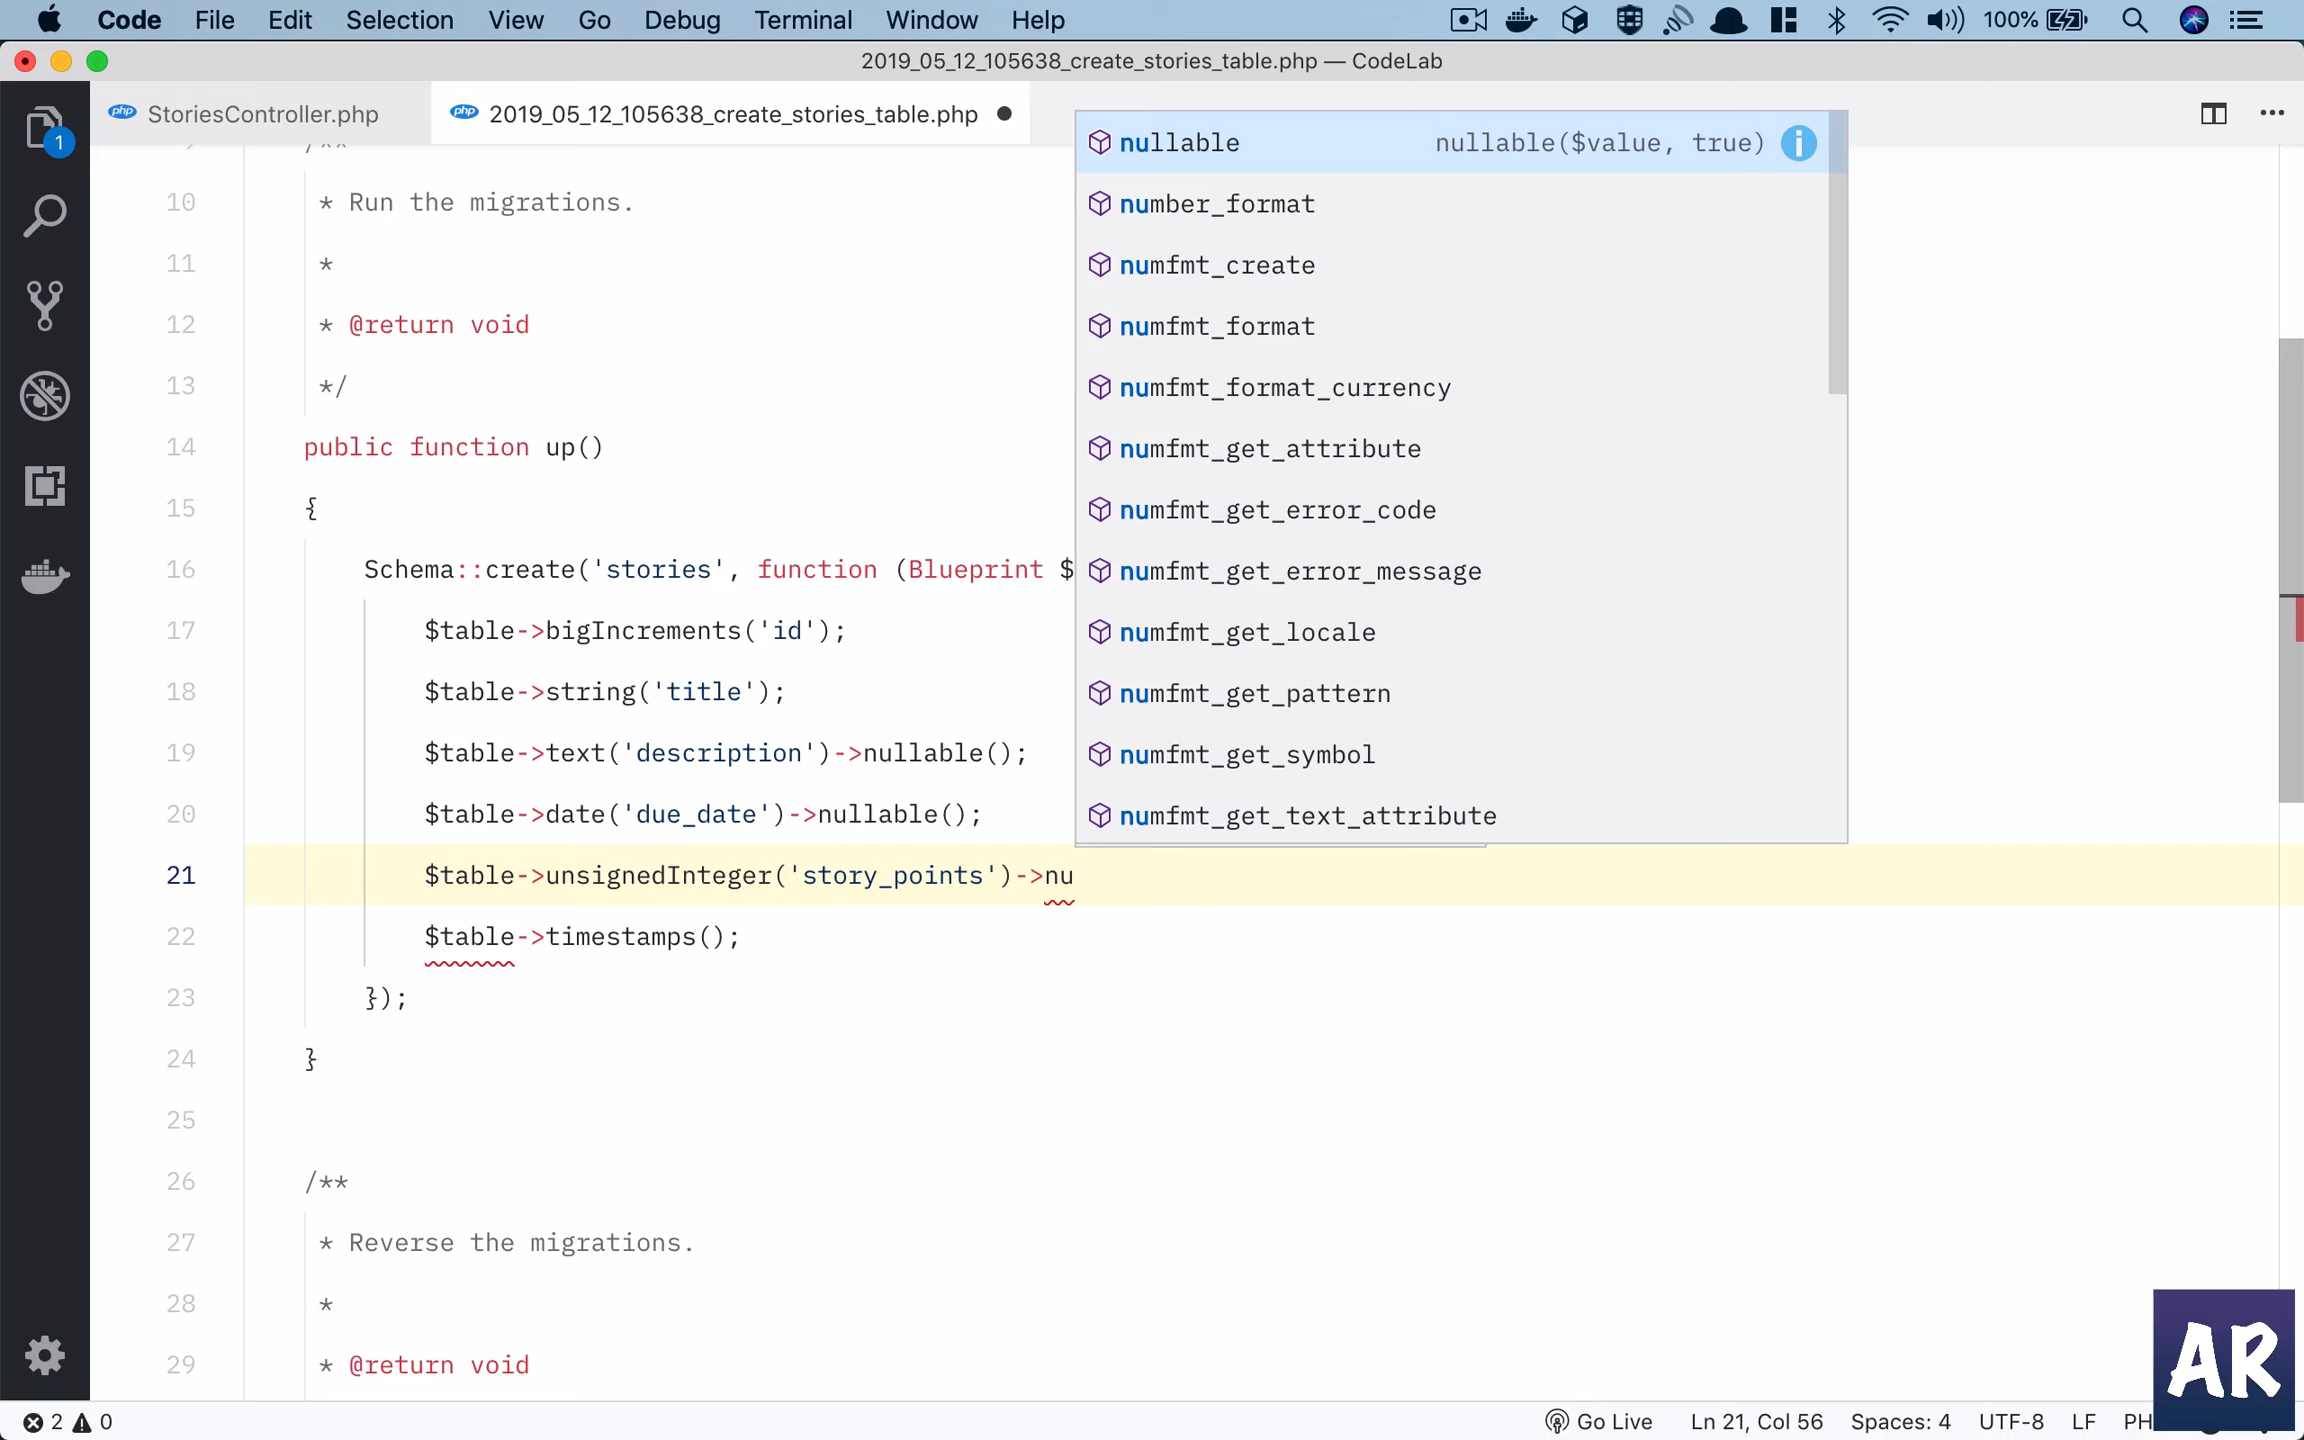 Code File Edit Selection View Go Debug Terminal Window Help 100%
2019_05_12_105638_create_stories_table.php — CodeLab
php StoriesController.php php 2019_05_12_105638_create_stories_table.php
1
nullable nullable($value, true)
number_format
numfmt_create
numfmt_format
numfmt_format_currency
numfmt_get_attribute
numfmt_get_error_code
numfmt_get_error_message
numfmt_get_locale
numfmt_get_pattern
numfmt_get_symbol
numfmt_get_text_attribute
9 /**
10 * Run the migrations.
11 *
12 * @return void
13 */
14 public function up()
15 {
16 Schema::create('stories', function (Blueprint $
17 $table->bigIncrements('id');
18 $table->string('title');
19 $table->text('description')->nullable();
20 $table->date('due_date')->nullable();
21 $table->unsignedInteger('story_points')->nu
22 $table->timestamps();
23 });
24 }
25
26 /**
27 * Reverse the migrations.
28 *
29 * @return void
AR
2 0 Go Live Ln 21, Col 56 Spaces: 4 UTF-8 LF PH